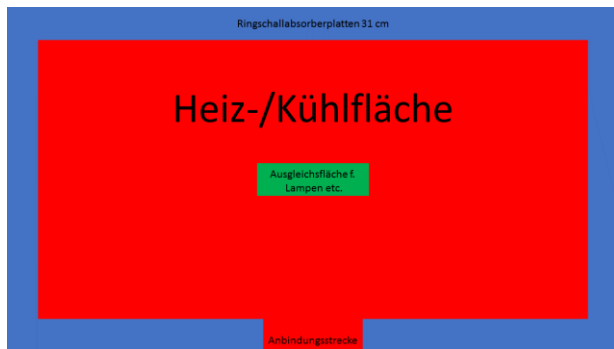 Ringschallabsorberplatten 31 cm
Heiz-/Kühlfläche
Ausgleichsfläche f.
Lampen etc.
Anbindungsstrecke